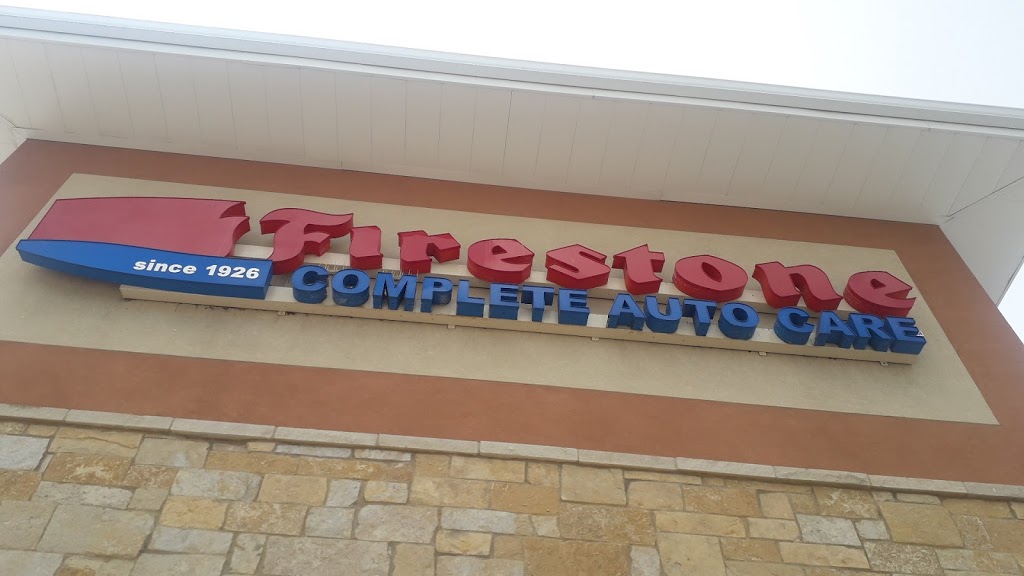 Firestone
since 1926
COMPLETE AUTO CARE